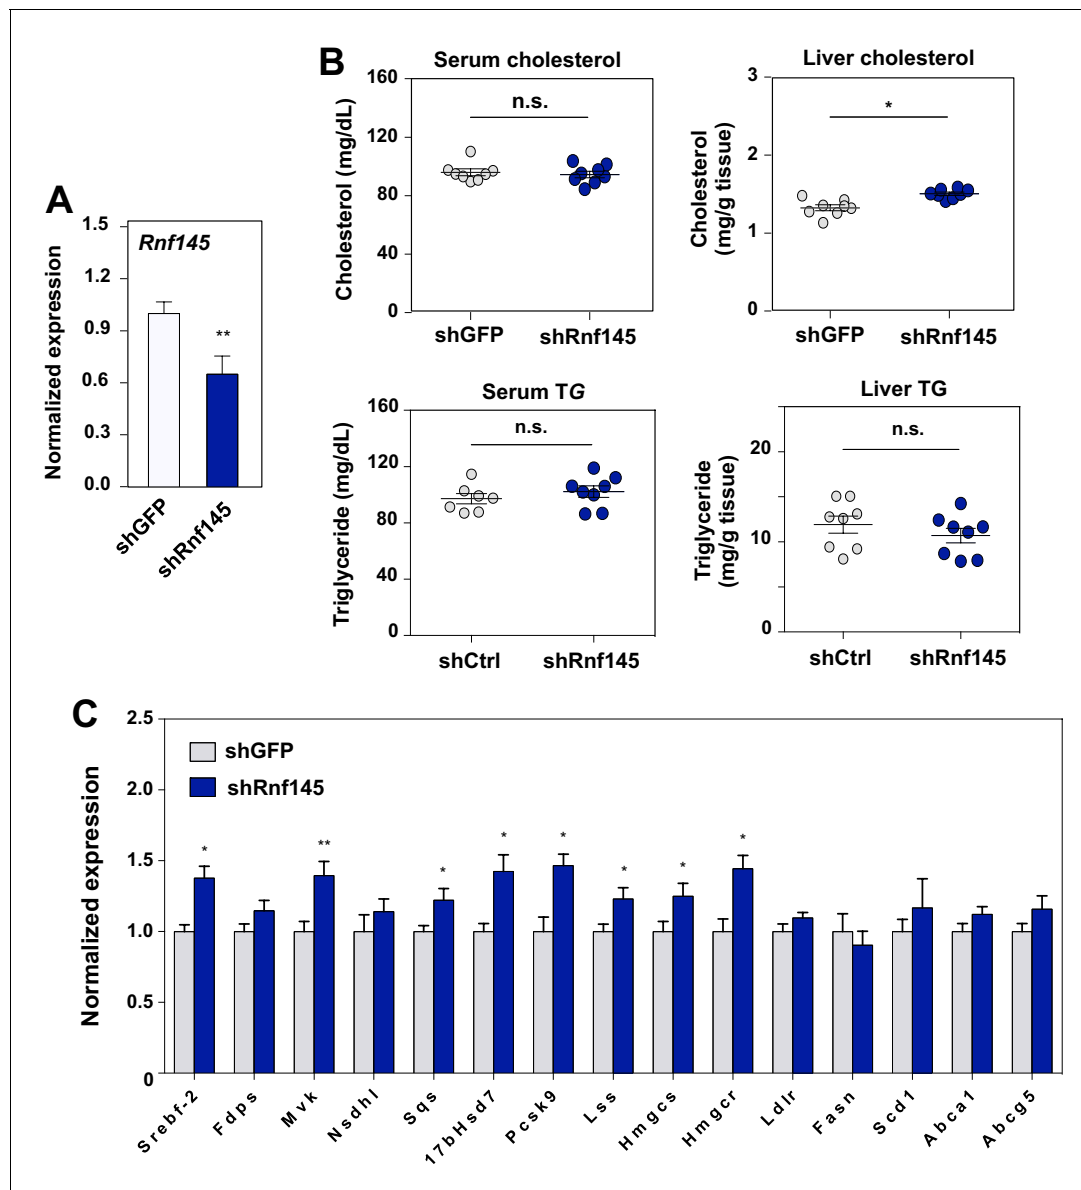 A
Rnf145
Normalized expression
1.5
1.2
0.9
0.6
0.3
0.0
**
shGFP
shRnf145
B
Serum cholesterol
Cholesterol (mg/dL)
160
120
80
40
0
n.s.
shGFP
shRnf145
Liver cholesterol
Cholesterol
(mg/g tissue)
3
2
1
0
*
shGFP
shRnf145
Serum TG
Triglyceride (mg/dL)
160
120
80
40
0
n.s.
shCtrl
shRnf145
Liver TG
Triglyceride
(mg/g tissue)
20
10
0
n.s.
shCtrl
shRnf145
C
Normalized expression
2.5
2.0
1.5
1.0
0.5
0
shGFP
shRnf145
* ** * * * * * *
Srebf-2
Fdps
Mvk
Nsdhl
Sqs
17bHsd7
Pcsk9
Lss
Hmgcs
Hmgcr
Ldlr
Fasn
Scd1
Abca1
Abcg5